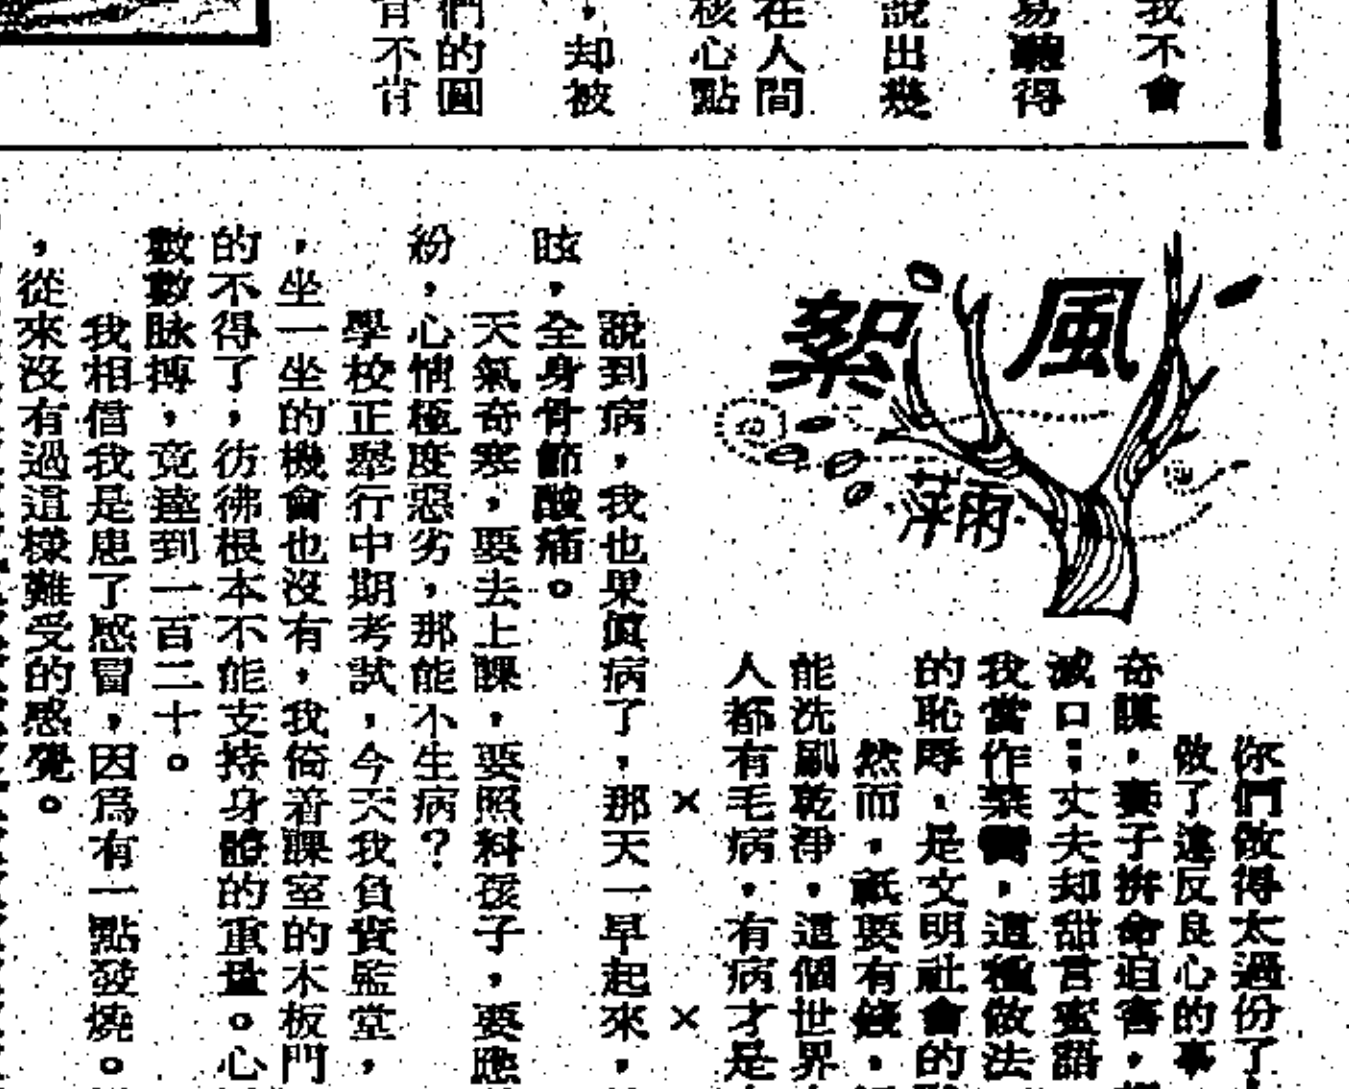 我不會
易聽得
說出幾
在人間
核心點
，却被
們的圓
肯不肯
風絮
萍雨
你們做得太過份了
做了違反良心的事
奇謀，妻子拚命迫害，
滅口；丈夫却甜言蜜語
我當作禁臠，這種做法
的恥辱，是文明社會的
然而，祇要有錢，
能洗刷乾淨，這個世界
人都有毛病，有病才是
× ×
說到病，我也果眞病了，那天一早起來，
眩，全身骨節酸痛。
天氣奇寒，要去上課，要照料孩子，要應
紛，心情極度惡劣，那能不生病？
學校正舉行中期考試，今天我負責監堂，
，坐一坐的機會也沒有，我倚着課室的木板門
的不得了，彷彿根本不能支持身體的重量。心
數數脉搏，竟達到一百二十。
我相信我是患了感冒，因爲有一點發燒。
，從來沒有過這樣難受的感覺。